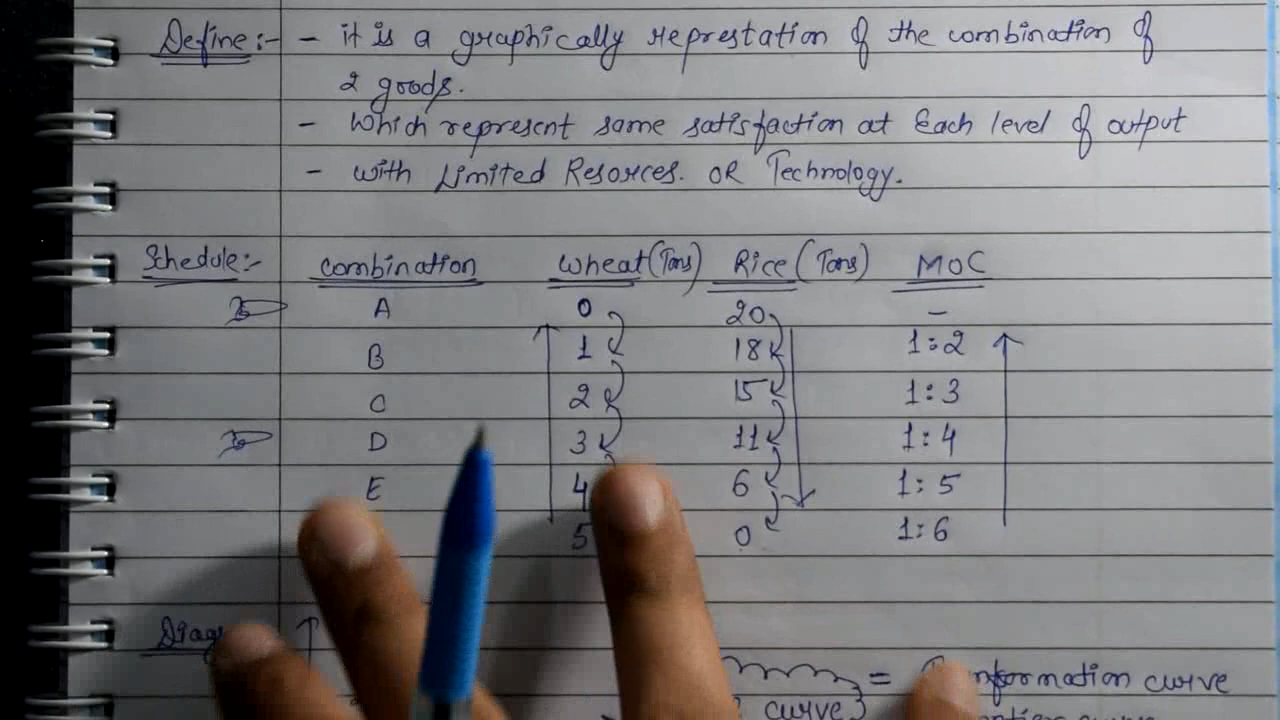 Define:- - it is a graphically represtation of the combination of
2 goods.
- Which represent same satisfaction at Each level of output
- with Limited Resorces. OR Technology.
Schedule:- Combination Wheat(Tons) Rice (Tons) MOC
A 0 20 -
B 1 18 1:2
C 2 15 1:3
D 3 11 1:4
E 4 6 1:5
5 0 1:6
= curve
curve